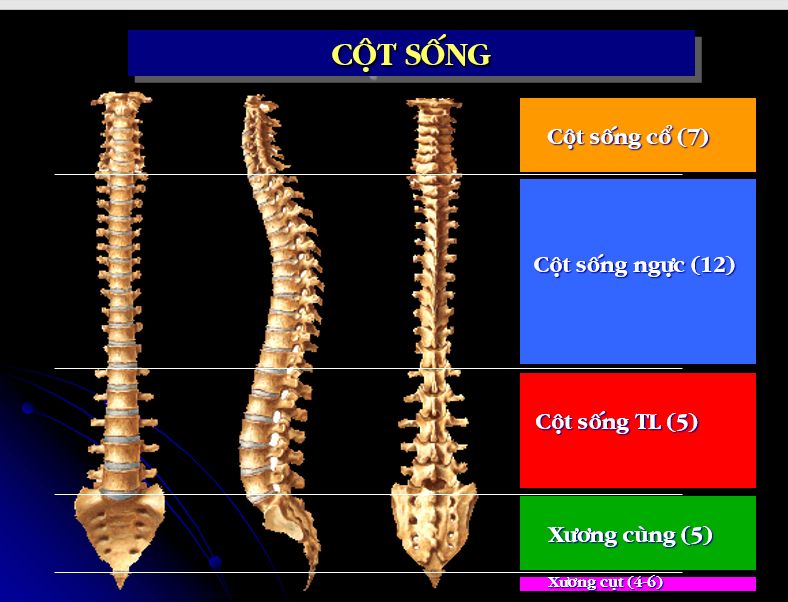 CỘT SỐNG
Cột sống cổ (7)
Cột sống ngực (12)
Cột sống TL (5)
Xương cùng (5)
Xương cụt (4-6)